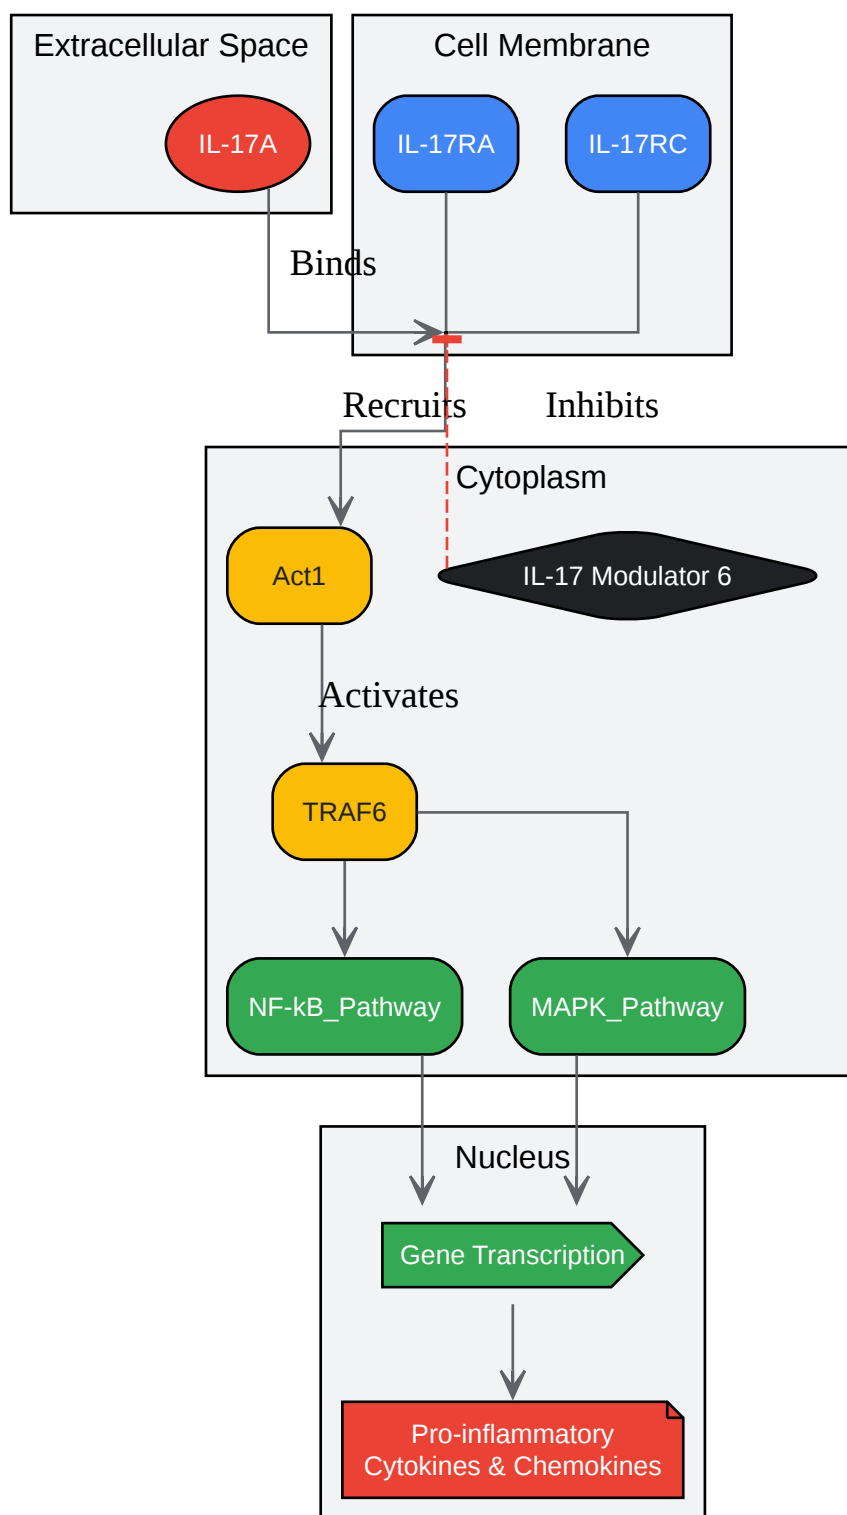 Extracellular Space
Cell Membrane
IL-17A
IL-17RA
IL-17RC
Binds
Recruits
Inhibits
Cytoplasm
Act1
IL-17 Modulator 6
Activates
TRAF6
NF-kB_Pathway
MAPK_Pathway
Nucleus
Gene Transcription
Pro-inflammatory
Cytokines & Chemokines